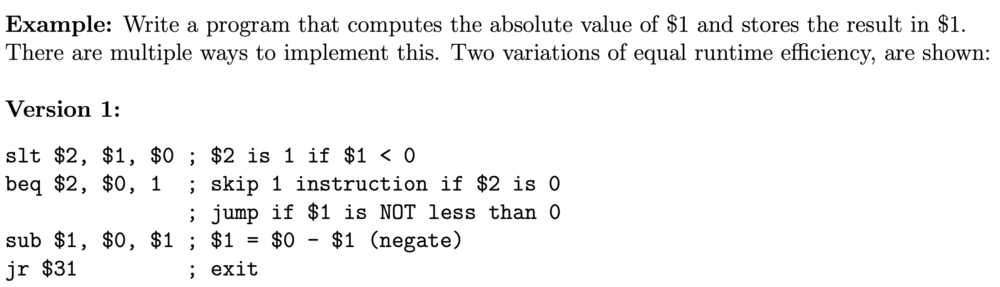 Example: Write a program that computes the absolute value of $1 and stores the result in $1.
There are multiple ways to implement this. Two variations of equal runtime efficiency, are shown:
Version 1:
slt $2, $1, $0 ; $2 is 1 if $1 < 0
beq $2, $0, 1  ; skip 1 instruction if $2 is 0
               ; jump if $1 is NOT less than 0
sub $1, $0, $1 ; $1 = $0 - $1 (negate)
jr $31         ; exit